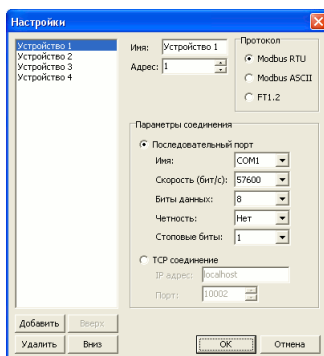 Настройки
Устройство 1
Устройство 2
Устройство 3
Устройство 4
Имя: Устройство 1
Адрес: 1
Протокол
Modbus RTU
Modbus ASCII
FT1.2
Параметры соединения
Последовательный порт
Имя: COM1
Скорость (бит/с): 57600
Биты данных: 8
Четность: Нет
Стоповые биты: 1
TCP соединение
IP адрес: localhost
Порт: 10002
Добавить Вверх
Удалить Вниз
OK Отмена